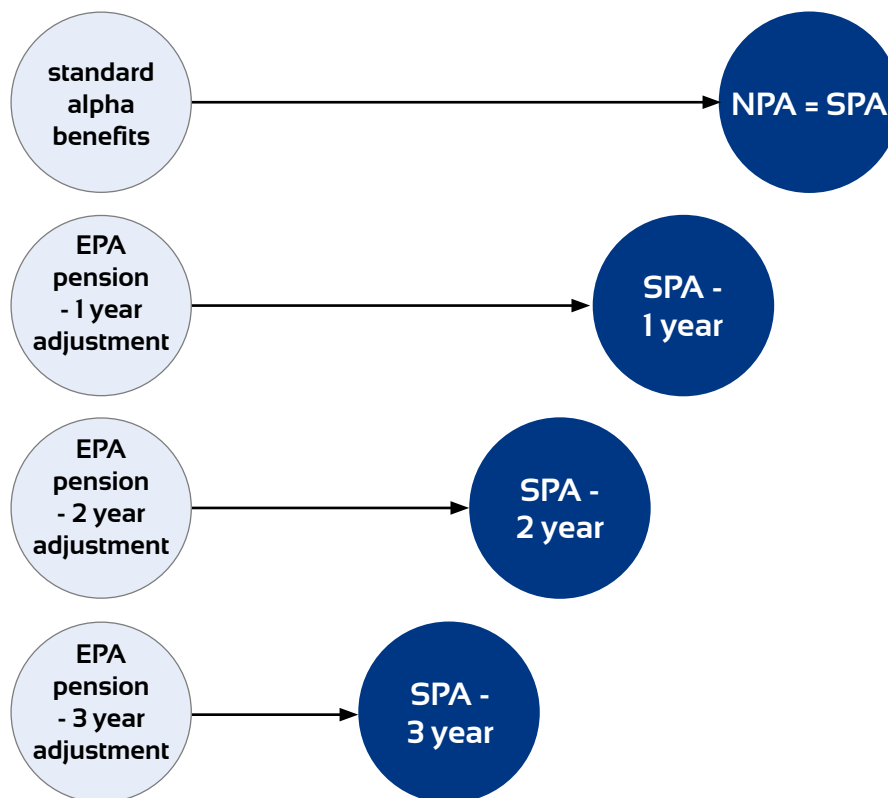 standard
alpha
benefits
NPA = SPA
EPA
pension
- 1 year
adjustment
SPA -
1 year
EPA
pension
- 2 year
adjustment
SPA -
2 year
EPA
pension
- 3 year
adjustment
SPA -
3 year